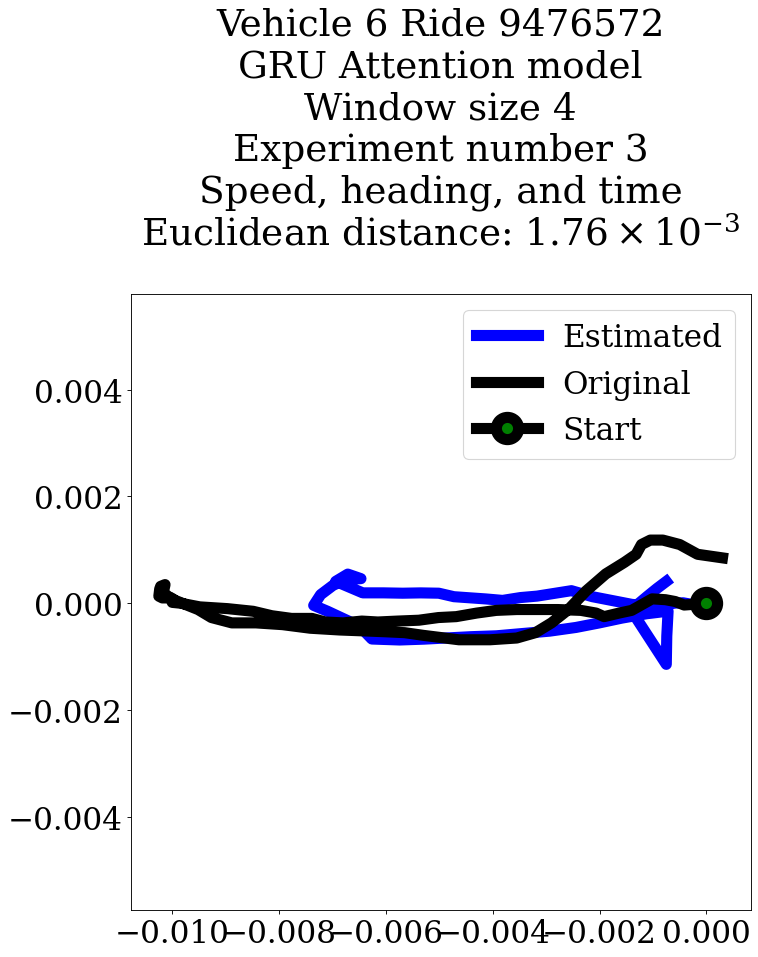 Vehicle 6 Ride 9476572
GRU Attention model
Window size 4
Experiment number 3
Speed, heading, and time
Euclidean distance: 1.76 × 10⁻³
Estimated
Original
Start
0.004
0.002
0.000
−0.002
−0.004
−0.010 −0.008 −0.006 −0.004 −0.002 0.000